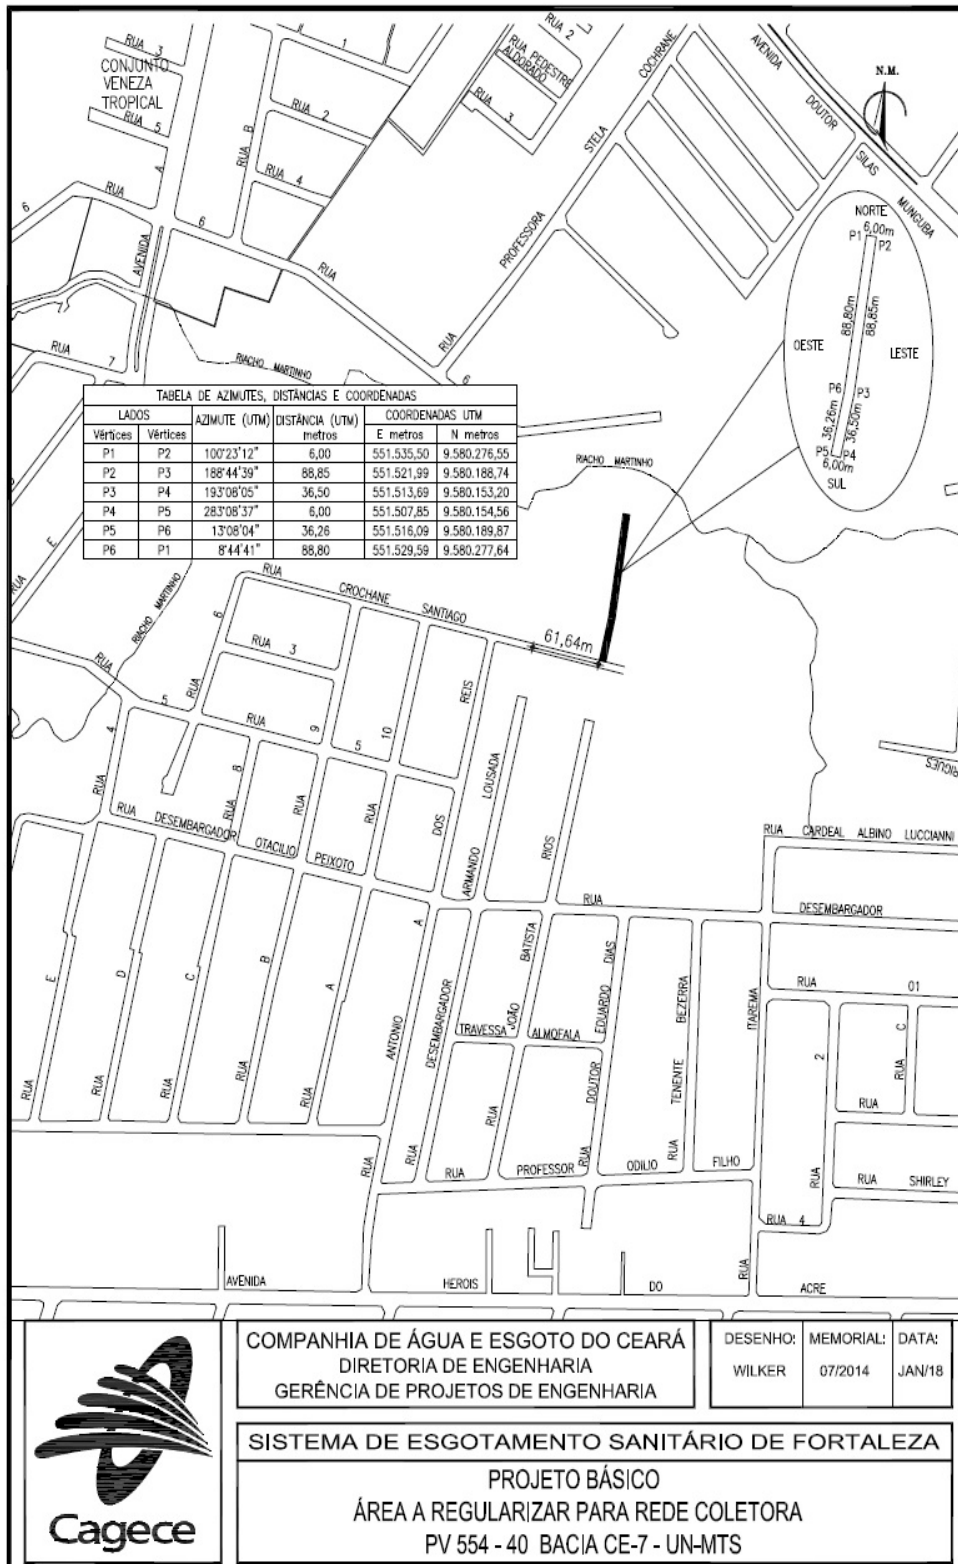 RUA 3
CONJUNTO
VENEZA
TROPICAL
RUA 5
A
RUA
6
RUA B
1
RUA 2
RUA 4
6
RUA
AVENIDA
RUA 7
RUA 2
RUA PEDESTRE
ALDORADO
RUA 3
STELA COCHRANE
PROFESSORA
RUA
6
AVENIDA DOUTOR SILAS MUNGUBA
N.M.
NORTE
6,00m
P1
P2
88,80m
88,85m
OESTE
LESTE
P6
P3
36,26m
36,50m
P5
P4
6,00m
SUL
RIACHO MARTINHO
TABELA DE AZIMUTES, DISTÂNCIAS E COORDENADAS
LADOS AZIMUTE (UTM) DISTÂNCIA (UTM) metros COORDENADAS UTM
Vértices Vértices E metros N metros
P1 P2 100°23'12" 6,00 551.535,50 9.580.276,55
P2 P3 188°44'39" 88,85 551.521,99 9.580.188,74
P3 P4 193°08'05" 36,50 551.513,69 9.580.153,20
P4 P5 283°08'37" 6,00 551.507,85 9.580.154,56
P5 P6 13°08'04" 36,26 551.516,09 9.580.189,87
P6 P1 8°44'41" 88,80 551.529,59 9.580.277,64
RIACHO MARTINHO
E
RUA
RIACHO MARTINHO
RUA CROCHANE SANTIAGO
61,64m
RUA 6
RUA 3
RUA 5
RUA 5
RUA 4
RUA 8
RUA 9
RUA 10
REIS
DOS
LOUSADA
ARMANDO
RIOS
RUA DESEMBARGADOR OTACILIO PEIXOTO
RUA DESEMBARGADOR
RUA CARDEAL ALBINO LUCCIANNI
RUA E
RUA D
RUA C
RUA B
RUA A
A
ANTONIO
RUA
DESEMBARGADOR
RUA
BATISTA
JOÃO
RUA
TRAVESSA ALMOFALA
DIAS
EDUARDO
DOUTOR
RUA
BEZERRA
TENENTE
RUA
ITAREMA
RUA
RUA 01
2
RUA
C
RUA
RUA
RUA SHIRLEY
RUA 4
RUA PROFESSOR ODILIO FILHO
AVENIDA HEROIS DO ACRE
Cagece
COMPANHIA DE ÁGUA E ESGOTO DO CEARÁ
DIRETORIA DE ENGENHARIA
GERÊNCIA DE PROJETOS DE ENGENHARIA
DESENHO: MEMORIAL: DATA:
WILKER 07/2014 JAN/18
SISTEMA DE ESGOTAMENTO SANITÁRIO DE FORTALEZA
PROJETO BÁSICO
ÁREA A REGULARIZAR PARA REDE COLETORA
PV 554 - 40 BACIA CE-7 - UN-MTS